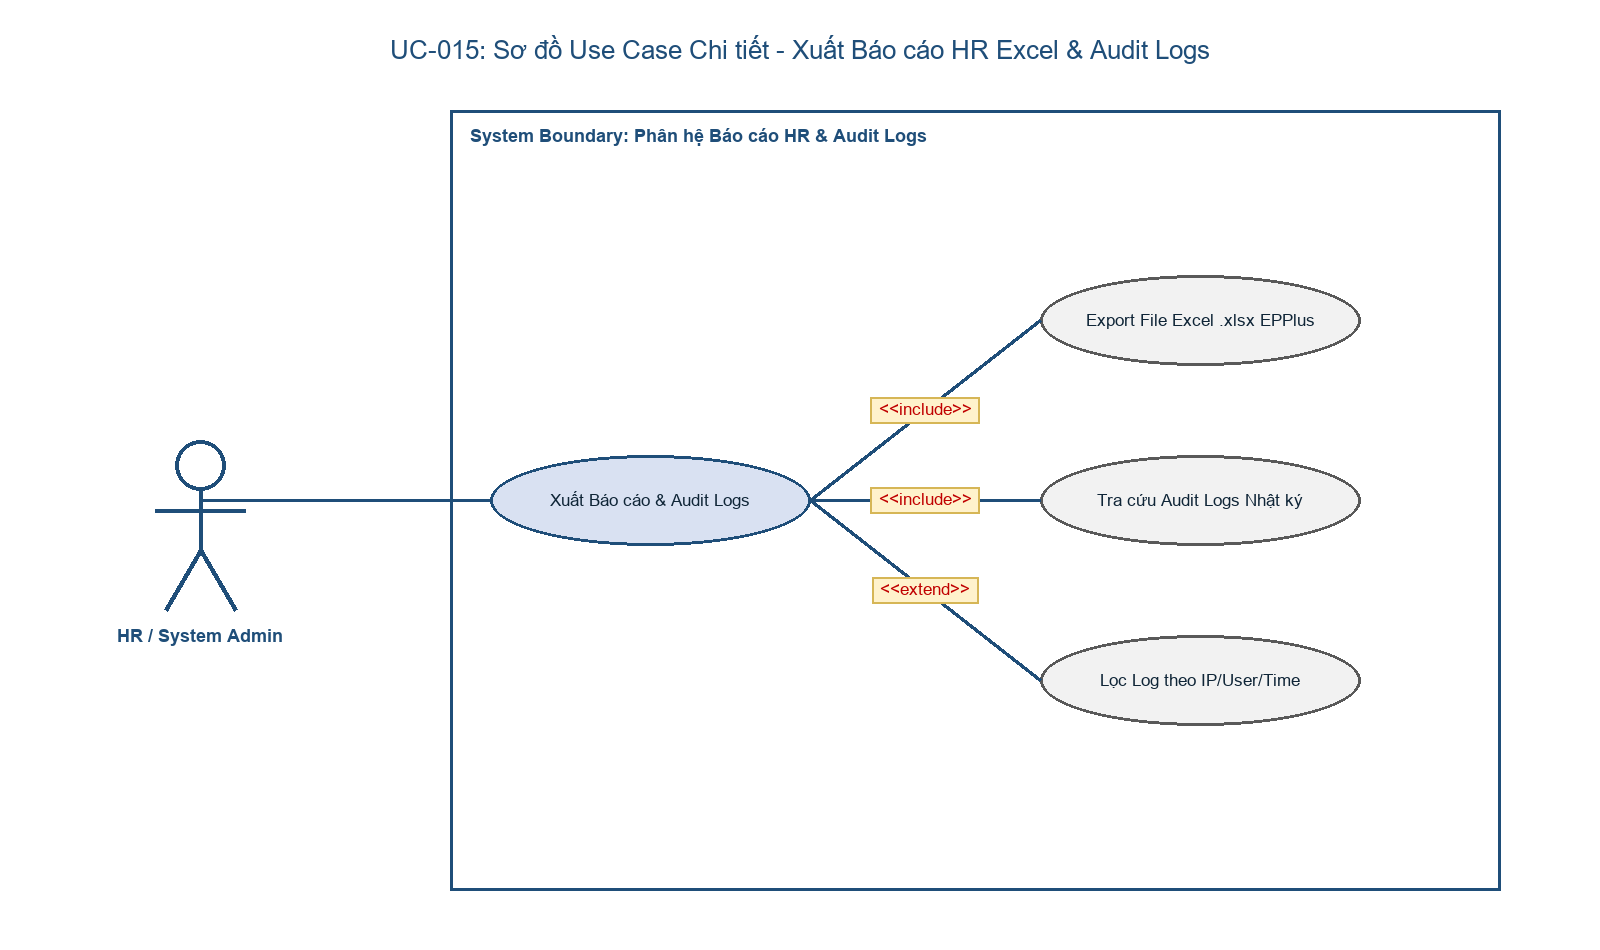 UC-015: Sơ đồ Use Case Chi tiết - Xuất Báo cáo HR Excel & Audit Logs
System Boundary: Phân hệ Báo cáo HR & Audit Logs
Export File Excel .xlsx EPPlus
<<include>>
Xuất Báo cáo & Audit Logs
<<include>>
Tra cứu Audit Logs Nhật ký
<<extend>>
HR / System Admin
Lọc Log theo IP/User/Time